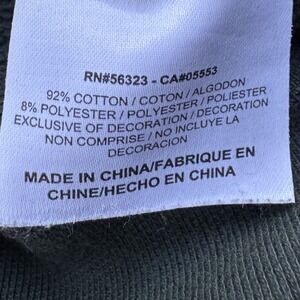 RN#56323 - CA#05553
92% COTTON / COTON / ALGODON
8% POLYESTER / POLYESTER / POLIESTER
EXCLUSIVE OF DECORATION / DECORATION
NON COMPRISE / NO INCLUYE LA
DECORACION
MADE IN CHINA/FABRIQUE EN
CHINE/HECHO EN CHINA